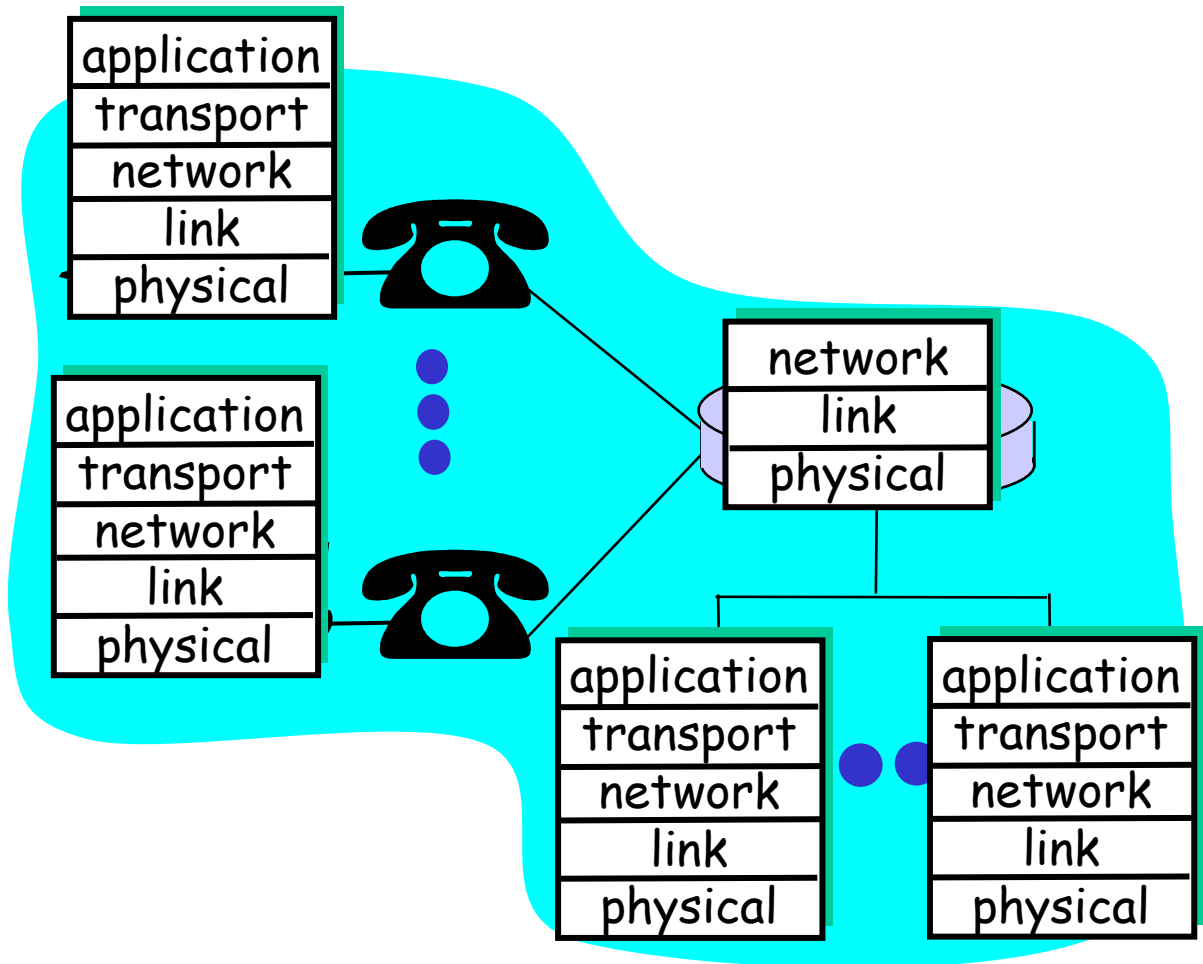 application
transport
network
link
physical
application
transport
network
link
physical
network
link
physical
application
transport
network
link
physical
application
transport
network
link
physical